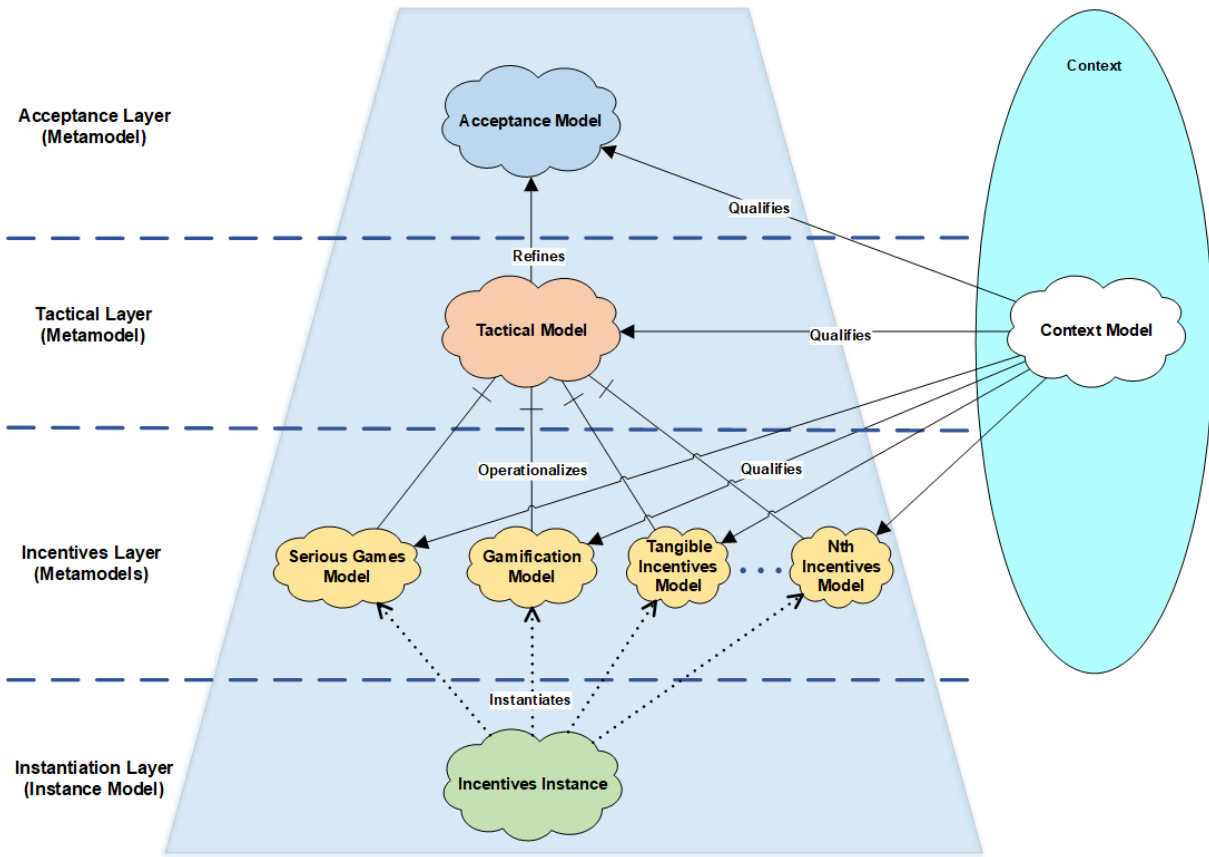 Context
Acceptance Layer
(Metamodel)
Acceptance Model
Qualifies
Refines
Tactical Layer
(Metamodel)
Tactical Model
Qualifies
Context Model
Operationalizes
Qualifies
Incentives Layer
(Metamodels)
Serious Games
Model
Gamification
Model
Tangible
Incentives
Model
Nth
Incentives
Model
Instantiates
Instantiation Layer
(Instance Model)
Incentives Instance